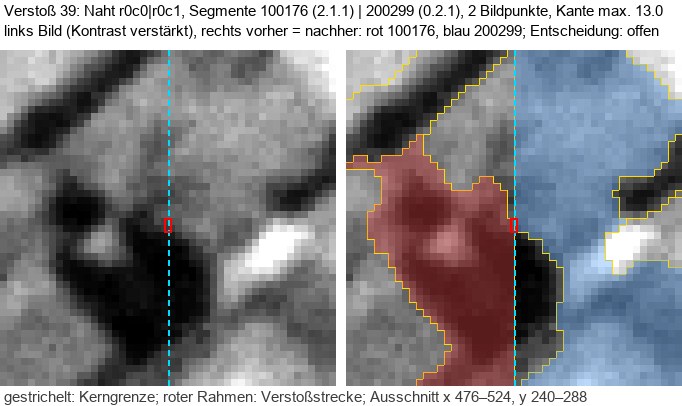 Verstoß 39: Naht r0c0|r0c1, Segmente 100176 (2.1.1) | 200299 (0.2.1), 2 Bildpunkte, Kante max. 13.0
links Bild (Kontrast verstärkt), rechts vorher = nachher: rot 100176, blau 200299; Entscheidung: offen
gestrichelt: Kerngrenze; roter Rahmen: Verstoßstrecke; Ausschnitt x 476–524, y 240–288